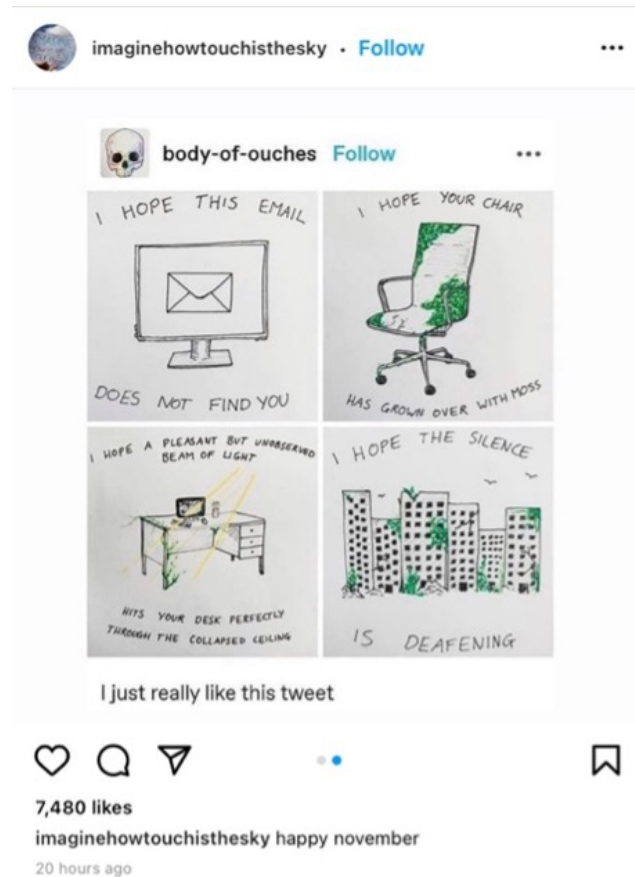 imaginehowtouchisthesky • Follow
body-of-ouches Follow
I HOPE THIS EMAIL
DOES NOT FIND YOU
I HOPE YOUR CHAIR
HAS GROWN OVER WITH MOSS
I HOPE A PLEASANT BUT UNOBSERVED
BEAM OF LIGHT
HITS YOUR DESK PERFECTLY
THROUGH THE COLLAPSED CEILING
I HOPE THE SILENCE
IS DEAFENING
I just really like this tweet
7,480 likes
imaginehowtouchisthesky happy november
20 hours ago